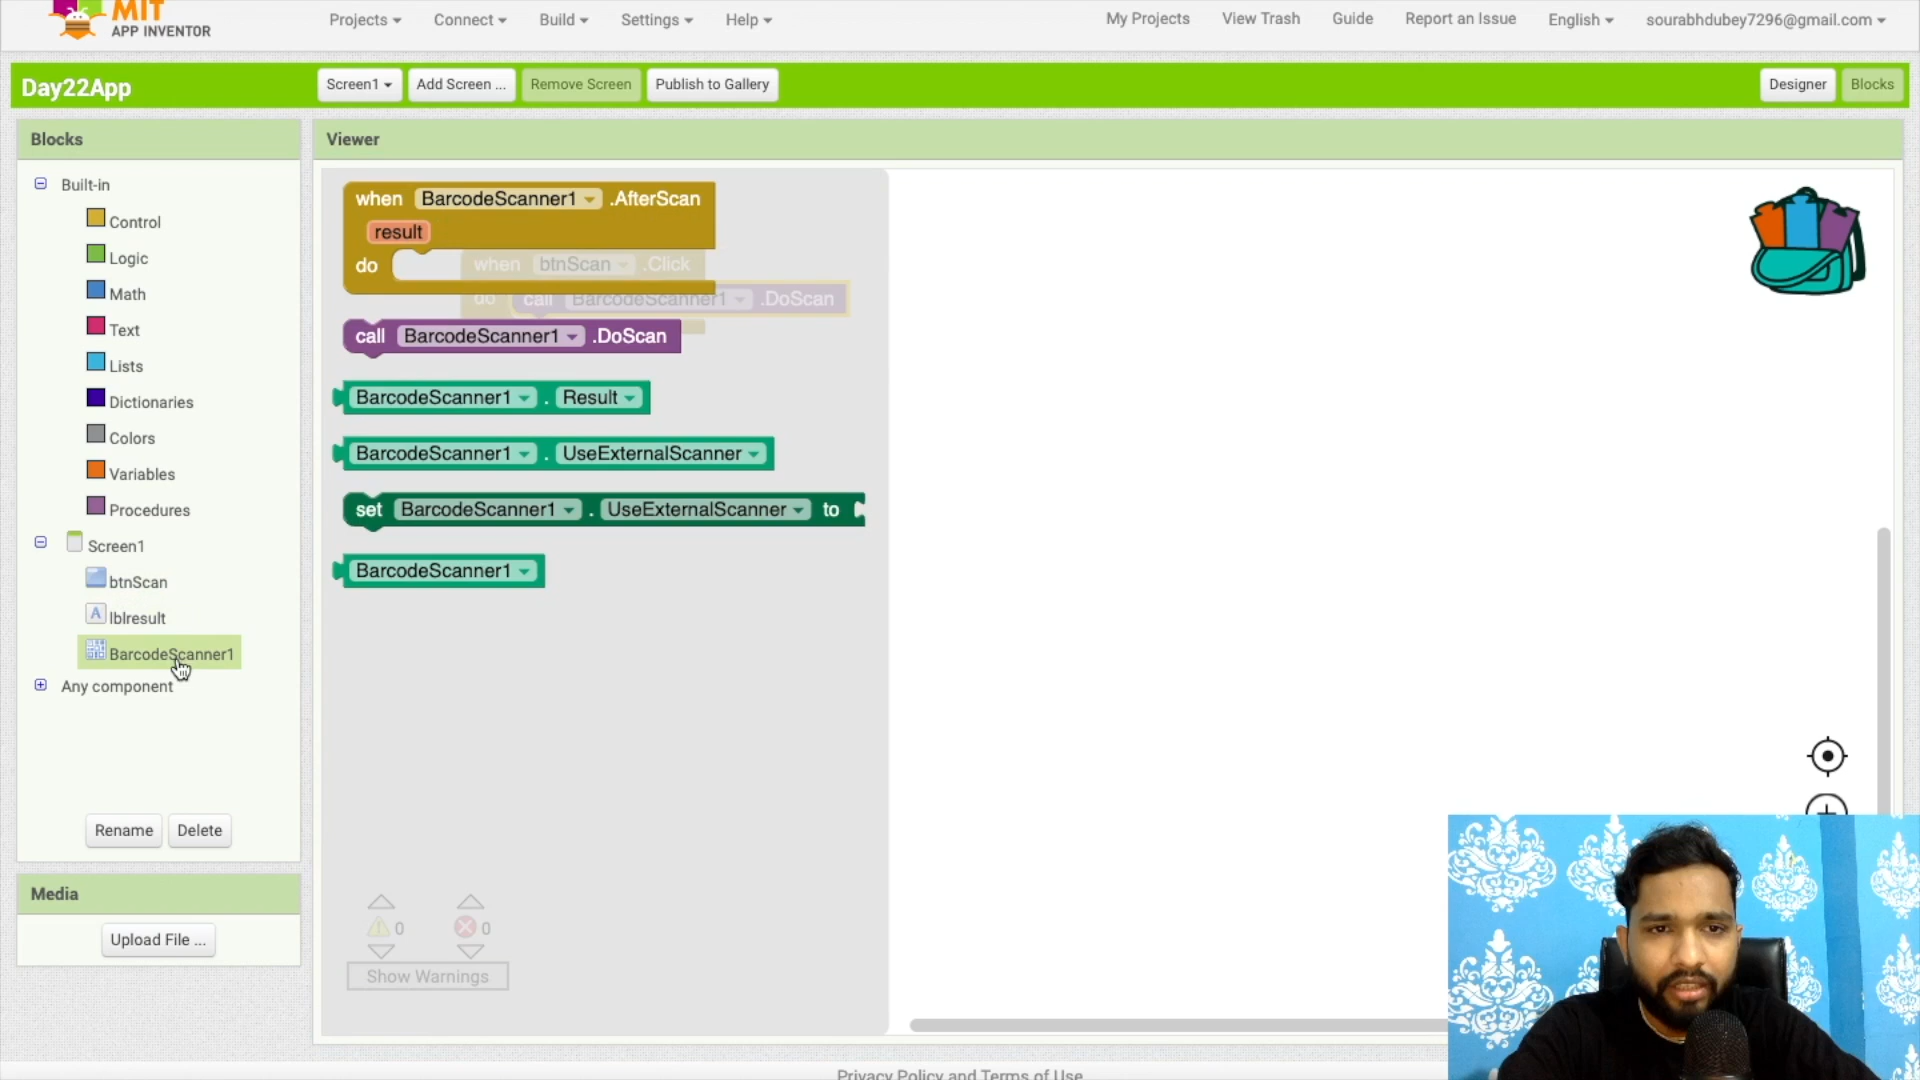 MIT
APP INVENTOR
Projects Connect Build Settings Help My Projects View Trash Guide Report an Issue English sourabhdubey7296@gmail.com
Day22App Screen1 Add Screen ... Remove Screen Publish to Gallery Designer Blocks
Blocks
Viewer
Built-in
Control
Logic
Math
Text
Lists
Dictionaries
Colors
Variables
Procedures
Screen1
btnScan
lblresult
BarcodeScanner1
Any component
Rename Delete
Media
Upload File ...
when BarcodeScanner1 .AfterScan
result
do
when btnScan .Click
do call BarcodeScanner1 .DoScan
call BarcodeScanner1 .DoScan
BarcodeScanner1 . Result
BarcodeScanner1 . UseExternalScanner
set BarcodeScanner1 . UseExternalScanner to
BarcodeScanner1
0 0
Show Warnings
Privacy Policy and Terms of Use